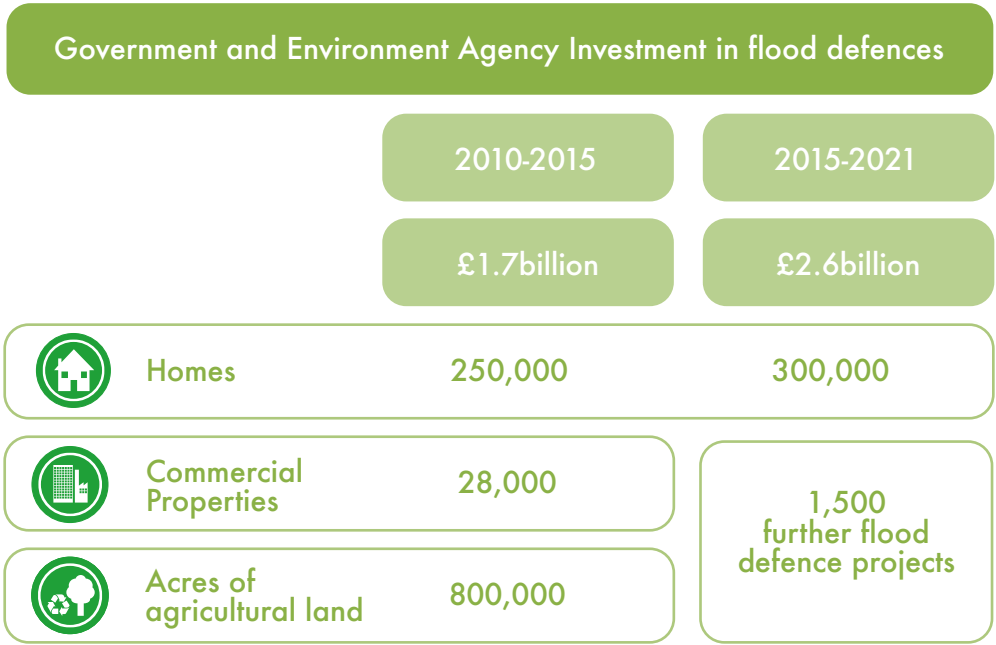 Government and Environment Agency Investment in flood defences
2010-2015
2015-2021
£1.7billion
£2.6billion
Homes
250,000
300,000
Commercial
Properties
28,000
Acres of
agricultural land
800,000
1,500
further flood
defence projects